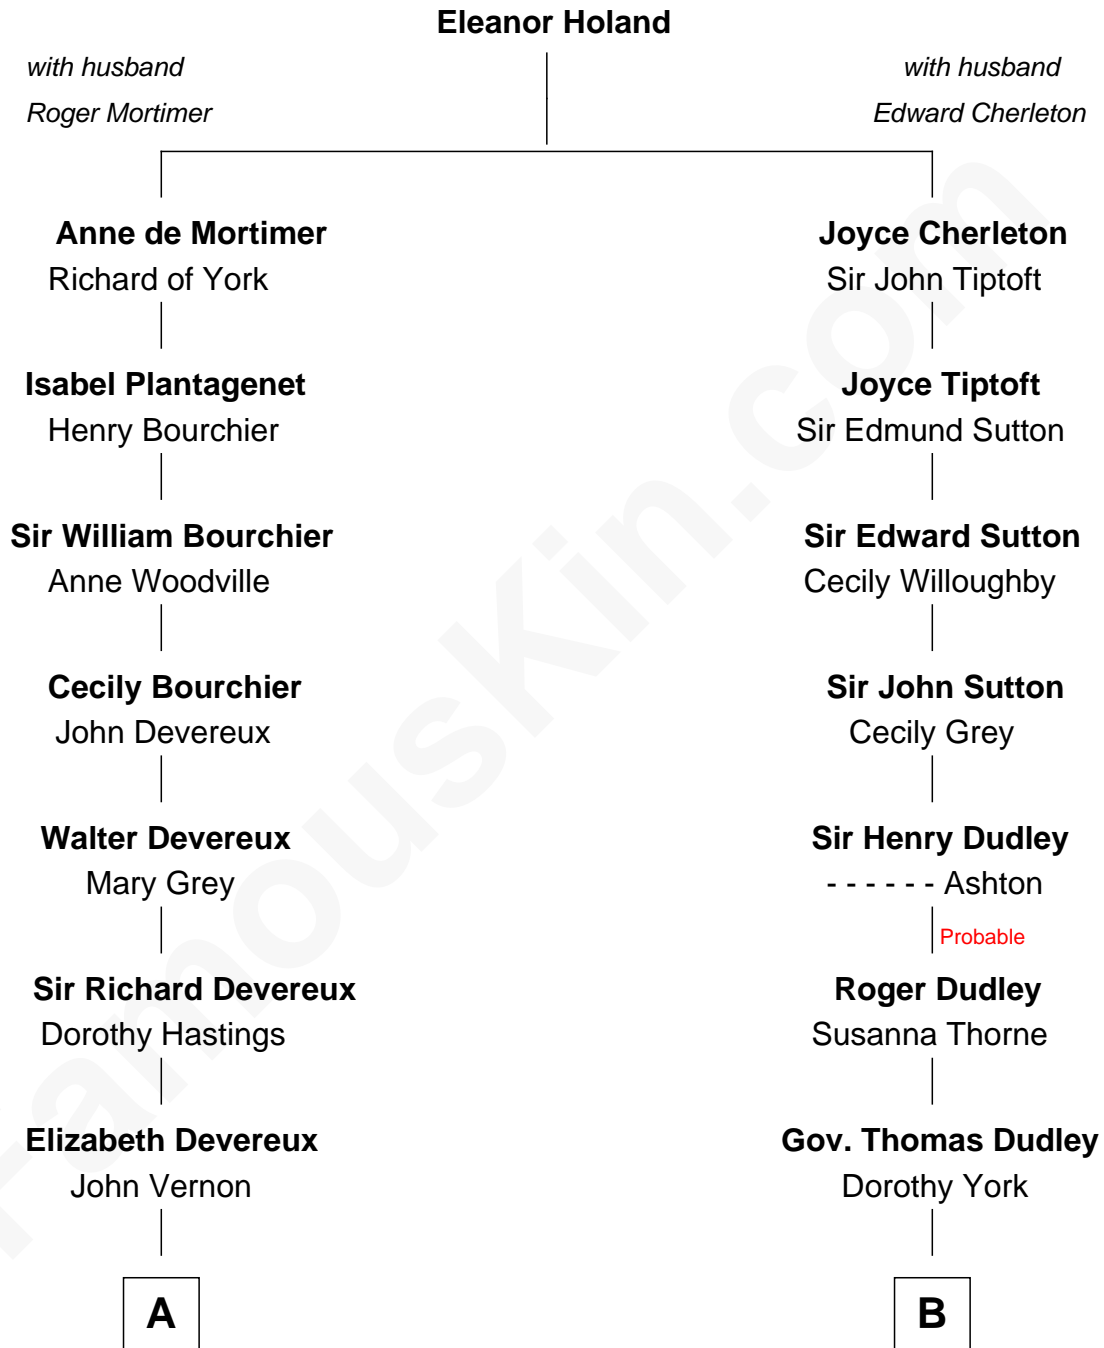 Eleanor Holand
with husband
Roger Mortimer
with husband
Edward Cherleton
Anne de Mortimer
Richard of York
Joyce Cherleton
Sir John Tiptoft
Isabel Plantagenet
Henry Bourchier
Joyce Tiptoft
Sir Edmund Sutton
Sir William Bourchier
Anne Woodville
Sir Edward Sutton
Cecily Willoughby
Cecily Bourchier
John Devereux
Sir John Sutton
Cecily Grey
Walter Devereux
Mary Grey
Sir Henry Dudley
- - - - - - Ashton
Probable
Sir Richard Devereux
Dorothy Hastings
Roger Dudley
Susanna Thorne
Elizabeth Devereux
John Vernon
Gov. Thomas Dudley
Dorothy York
A
B
FamousKin.com